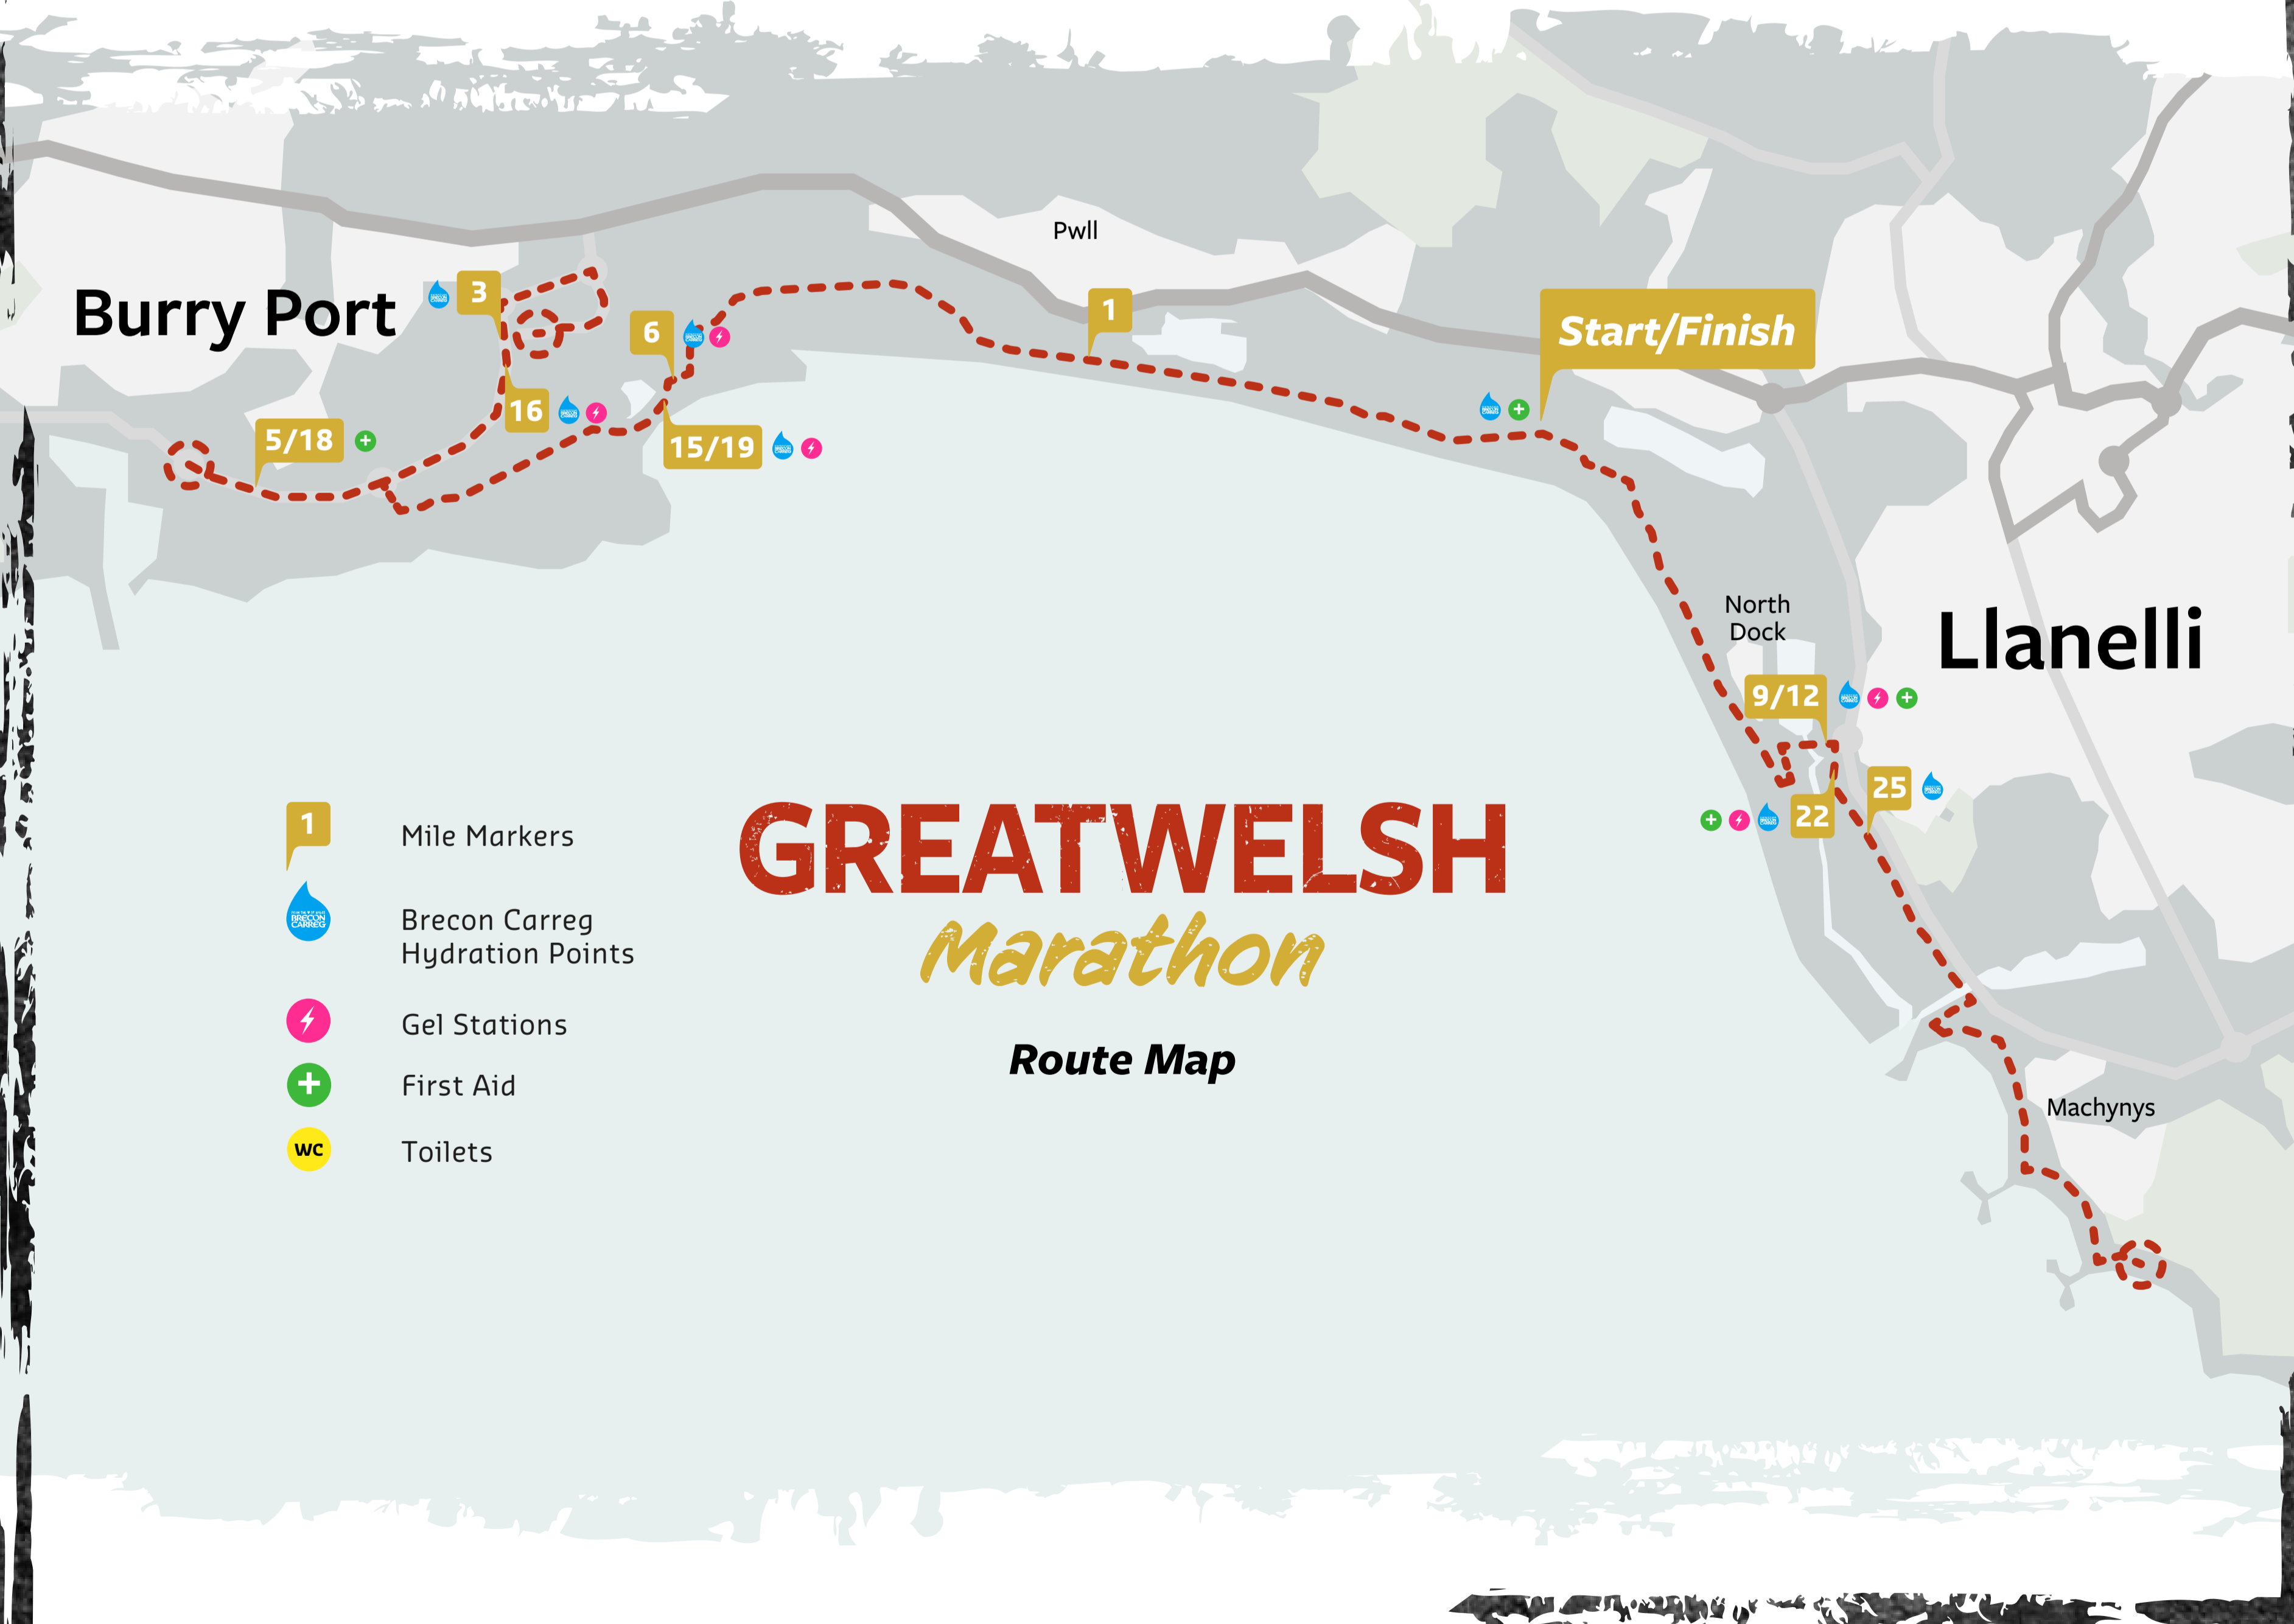 Pwll
Burry Port
3
6
1
Start/Finish
16
5/18
15/19
North
Dock
Llanelli
9/12
25
22
GREATWELSH
Marathon
Route Map
1
Mile Markers
BRECON
CARREG
Brecon Carreg
Hydration Points
Gel Stations
First Aid
WC
Toilets
Machynys